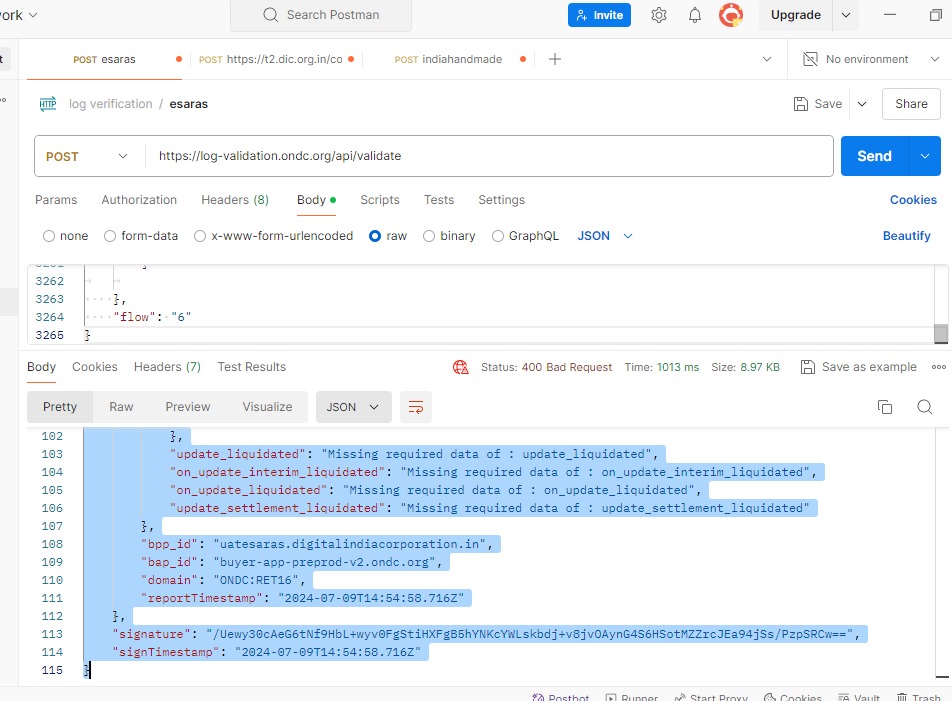 ork
Search Postman
Invite
Upgrade
POST esaras
POST https://t2.dic.org.in/co
POST indiahandmade
No environment
HTTP log verification / esaras
Save
Share
POST
https://log-validation.ondc.org/api/validate
Send
Params Authorization Headers (8) Body Scripts Tests Settings
Cookies
none form-data x-www-form-urlencoded raw binary GraphQL JSON
Beautify
3262
3263 },
3264 "flow": "6"
3265 }
Body Cookies Headers (7) Test Results
Status: 400 Bad Request Time: 1013 ms Size: 8.97 KB
Save as example
Pretty Raw Preview Visualize JSON
102 },
103 "update_liquidated": "Missing required data of : update_liquidated",
104 "on_update_interim_liquidated": "Missing required data of : on_update_interim_liquidated",
105 "on_update_liquidated": "Missing required data of : on_update_liquidated",
106 "update_settlement_liquidated": "Missing required data of : update_settlement_liquidated"
107 },
108 "bpp_id": "uatesaras.digitalindiacorporation.in",
109 "bap_id": "buyer-app-preprod-v2.ondc.org",
110 "domain": "ONDC:RET16",
111 "reportTimestamp": "2024-07-09T14:54:58.716Z"
112 },
113 "signature": "/Uewy30cAeG6tNf9HbL+wyv0FgStiHXFgB5hYNKcYWLskbdj+v8jvOAynG4S6HSotMZZrcJEa94jSs/PzpSRCw==",
114 "signTimestamp": "2024-07-09T14:54:58.716Z"
115 }
Postbot Runner Start Proxy Cookies Vault Trash